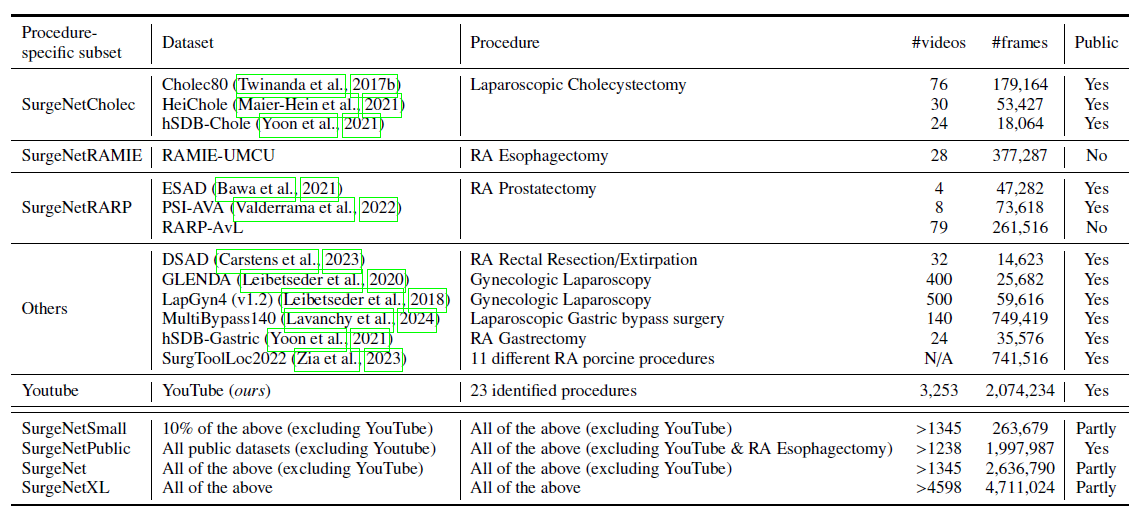 Procedure-
specific subset Dataset Procedure #videos #frames Public
Cholec80 (Twinanda et al., 2017b) Laparoscopic Cholecystectomy 76 179,164 Yes
SurgeNetCholec HeiChole (Maier-Hein et al., 2021) 30 53,427 Yes
hSDB-Chole (Yoon et al., 2021) 24 18,064 Yes
SurgeNetRAMIE RAMIE-UMCU RA Esophagectomy 28 377,287 No
ESAD (Bawa et al., 2021) RA Prostatectomy 4 47,282 Yes
SurgeNetRARP PSI-AVA (Valderrama et al., 2022) 8 73,618 Yes
RARP-AvL 79 261,516 No
DSAD (Carstens et al., 2023) RA Rectal Resection/Extirpation 32 14,623 Yes
GLENDA (Leibetseder et al., 2020) Gynecologic Laparoscopy 400 25,682 Yes
Others LapGyn4 (v1.2) (Leibetseder et al., 2018) Gynecologic Laparoscopy 500 59,616 Yes
MultiBypass140 (Lavanchy et al., 2024) Laparoscopic Gastric bypass surgery 140 749,419 Yes
hSDB-Gastric (Yoon et al., 2021) RA Gastrectomy 24 35,576 Yes
SurgToolLoc2022 (Zia et al., 2023) 11 different RA porcine procedures N/A 741,516 Yes
Youtube YouTube (ours) 23 identified procedures 3,253 2,074,234 Yes
SurgeNetSmall 10% of the above (excluding YouTube) All of the above (excluding YouTube) >1345 263,679 Partly
SurgeNetPublic All public datasets (excluding Youtube) All of the above (excluding YouTube & RA Esophagectomy) >1238 1,997,987 Yes
SurgeNet All of the above (excluding YouTube) All of the above (excluding YouTube) >1345 2,636,790 Partly
SurgeNetXL All of the above All of the above >4598 4,711,024 Partly